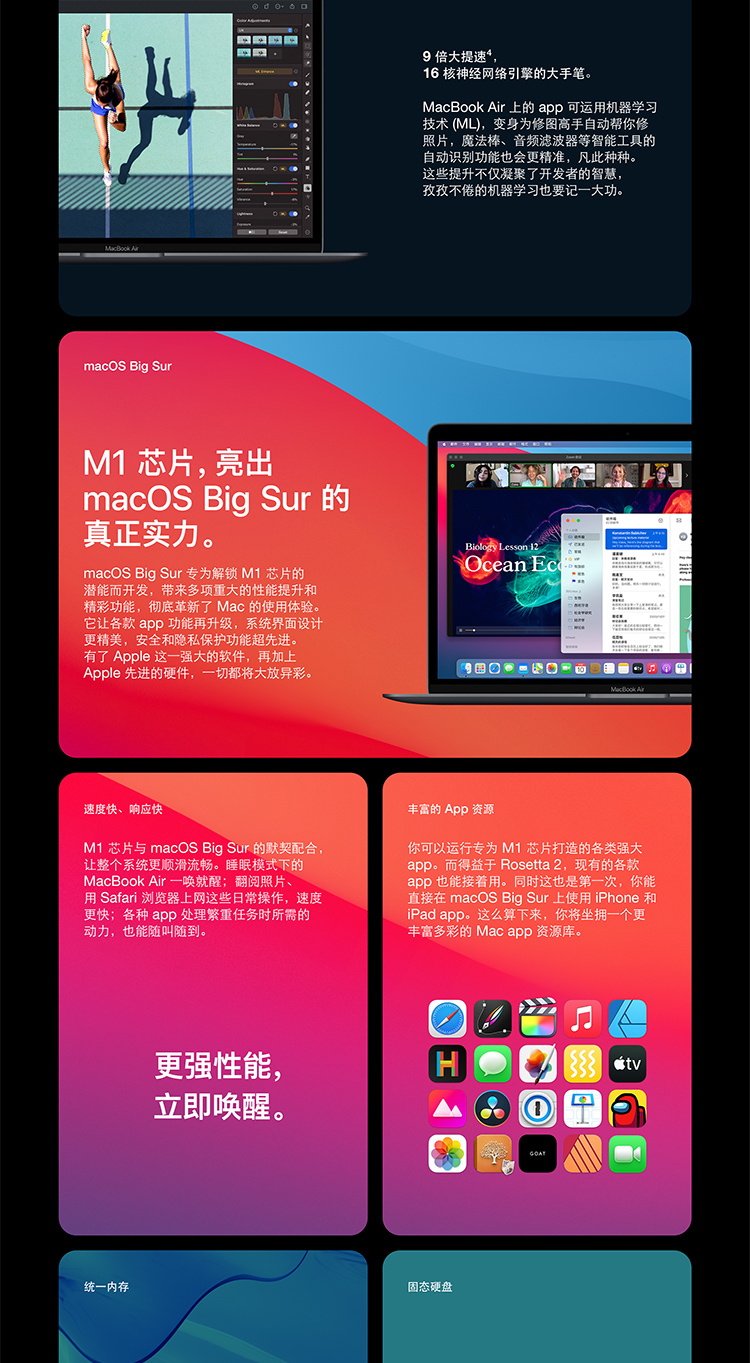 Color Adjustments
ML Enhance
Histogram
White Balance
Grey
Temperature
Tint
Hue & Saturation
Hue
Saturation
Vibrance
Lightness
Exposure
Reset
MacBook Air
9 倍大提速4，
16 核神经网络引擎的大手笔。
MacBook Air 上的 app 可运用机器学习
技术 (ML)，变身为修图高手自动帮你修
照片，魔法棒、音频滤波器等智能工具的
自动识别功能也会更精准，凡此种种。
这些提升不仅凝聚了开发者的智慧，
孜孜不倦的机器学习也要记一大功。
macOS Big Sur
M1 芯片，亮出
macOS Big Sur 的
真正实力。
macOS Big Sur 专为解锁 M1 芯片的
潜能而开发，带来多项重大的性能提升和
精彩功能，彻底革新了 Mac 的使用体验。
它让各款 app 功能再升级，系统界面设计
更精美，安全和隐私保护功能超先进。
有了 Apple 这一强大的软件，再加上
Apple 先进的硬件，一切都将大放异彩。
Biology Lesson 12
Ocean Eco
MacBook Air
速度快、响应快
M1 芯片与 macOS Big Sur 的默契配合，
让整个系统更顺滑流畅。睡眠模式下的
MacBook Air 一唤就醒；翻阅照片、
用 Safari 浏览器上网这些日常操作，速度
更快；各种 app 处理繁重任务时所需的
动力，也能随叫随到。
更强性能，
立即唤醒。
丰富的 App 资源
你可以运行专为 M1 芯片打造的各类强大
app。而得益于 Rosetta 2，现有的各款
app 也能接着用。同时这也是第一次，你能
直接在 macOS Big Sur 上使用 iPhone 和
iPad app。这么算下来，你将坐拥一个更
丰富多彩的 Mac app 资源库。
tv
GOAT
统一内存
固态硬盘